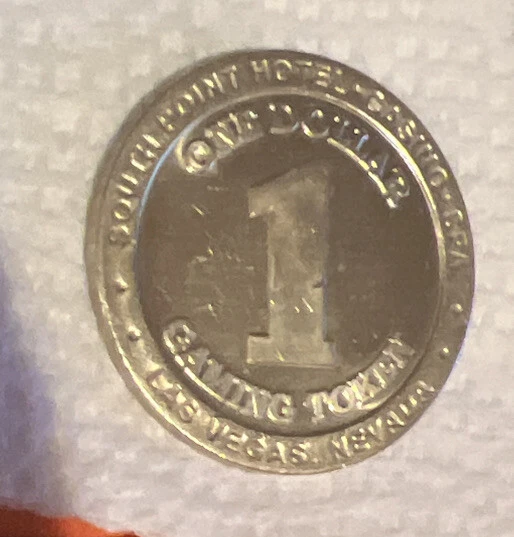 SOUTH POINT HOTEL·CASINO·SPA
ONE DOLLAR
1
GAMING TOKEN
LAS VEGAS, NEVADA